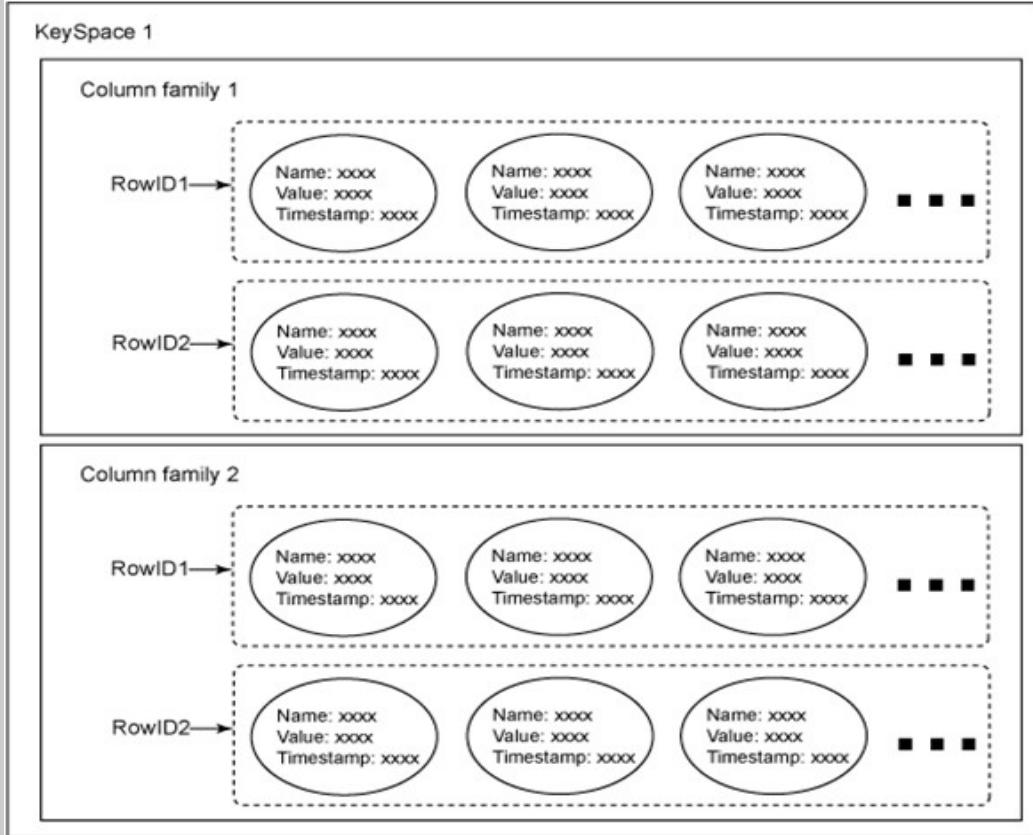 KeySpace 1
Column family 1
RowID1
Name: xxxx
Value: xxxx
Timestamp: xxxx
Name: xxxx
Value: xxxx
Timestamp: xxxx
Name: xxxx
Value: xxxx
Timestamp: xxxx
RowID2
Name: xxxx
Value: xxxx
Timestamp: xxxx
Name: xxxx
Value: xxxx
Timestamp: xxxx
Name: xxxx
Value: xxxx
Timestamp: xxxx
Column family 2
RowID1
Name: xxxx
Value: xxxx
Timestamp: xxxx
Name: xxxx
Value: xxxx
Timestamp: xxxx
Name: xxxx
Value: xxxx
Timestamp: xxxx
RowID2
Name: xxxx
Value: xxxx
Timestamp: xxxx
Name: xxxx
Value: xxxx
Timestamp: xxxx
Name: xxxx
Value: xxxx
Timestamp: xxxx